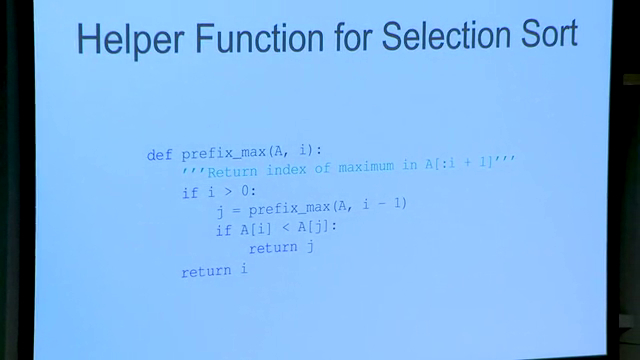 Helper Function for Selection Sort
def prefix_max(A, i):
'''Return index of maximum in A[:i + 1]'''
if i > 0:
j = prefix_max(A, i - 1)
if A[i] < A[j]:
return j
return i